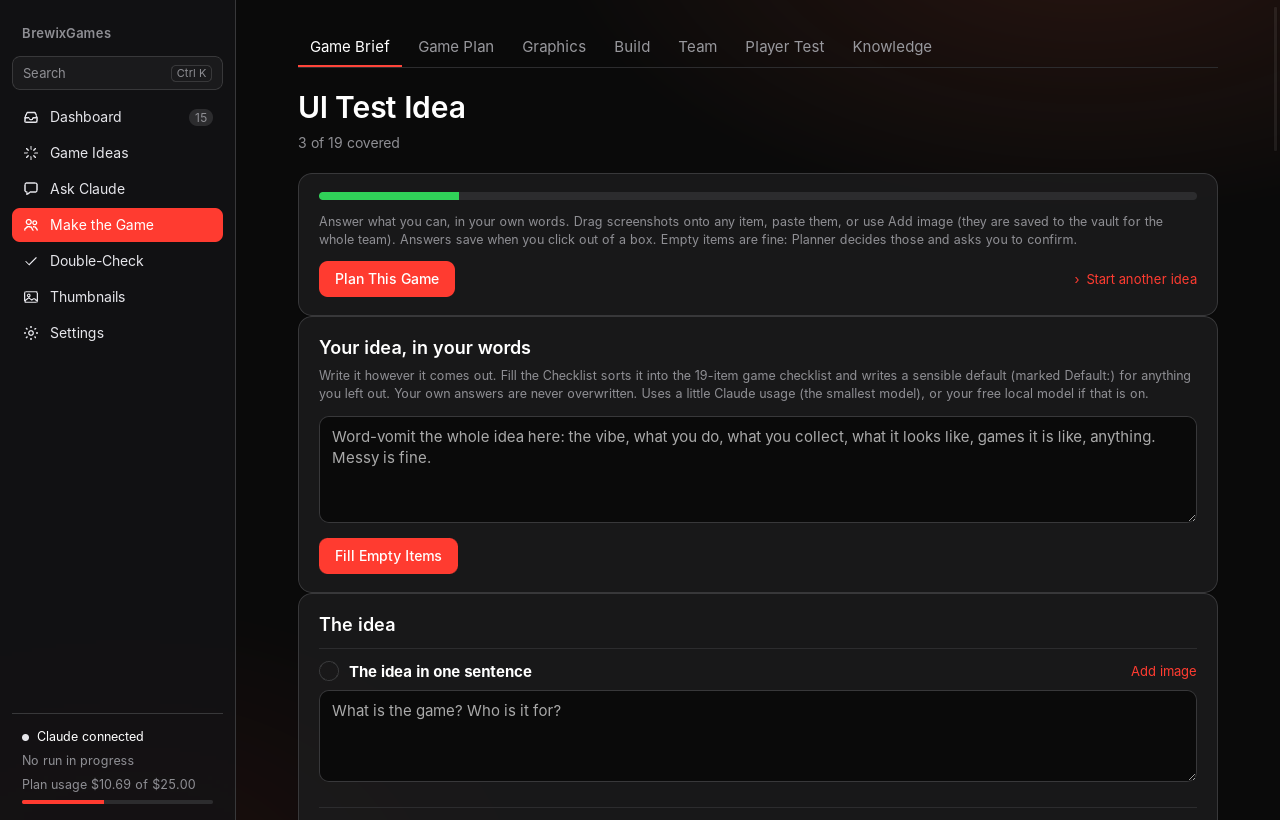 BrewixGames
Search
Ctrl K
Dashboard
15
Game Ideas
Ask Claude
Make the Game
Double-Check
Thumbnails
Settings
Claude connected
No run in progress
Plan usage $10.69 of $25.00
Game Brief
Game Plan
Graphics
Build
Team
Player Test
Knowledge
UI Test Idea
3 of 19 covered
Answer what you can, in your own words. Drag screenshots onto any item, paste them, or use Add image (they are saved to the vault for the
whole team). Answers save when you click out of a box. Empty items are fine: Planner decides those and asks you to confirm.
Plan This Game
› Start another idea
Your idea, in your words
Write it however it comes out. Fill the Checklist sorts it into the 19-item game checklist and writes a sensible default (marked Default:) for anything
you left out. Your own answers are never overwritten. Uses a little Claude usage (the smallest model), or your free local model if that is on.
Word-vomit the whole idea here: the vibe, what you do, what you collect, what it looks like, games it is like, anything.
Messy is fine.
Fill Empty Items
The idea
The idea in one sentence
Add image
What is the game? Who is it for?